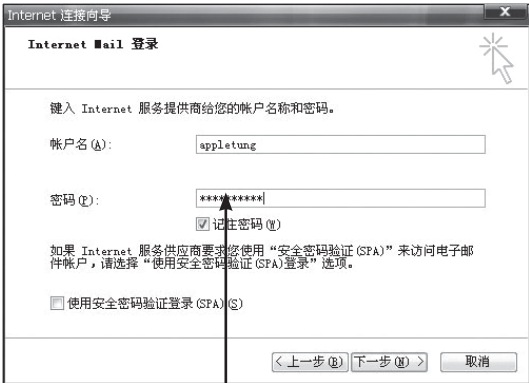 Internet 连接向导
Internet Mail 登录
键入 Internet 服务提供商给您的帐户名称和密码。
帐户名(A):
appletung
密码(P):
**********
记住密码(W)
如果 Internet 服务供应商要求您使用“安全密码验证(SPA)”来访问电子邮
件帐户，请选择“使用安全密码验证(SPA)登录”选项。
使用安全密码验证登录(SPA)(S)
< 上一步(B) 下一步(N) > 取消